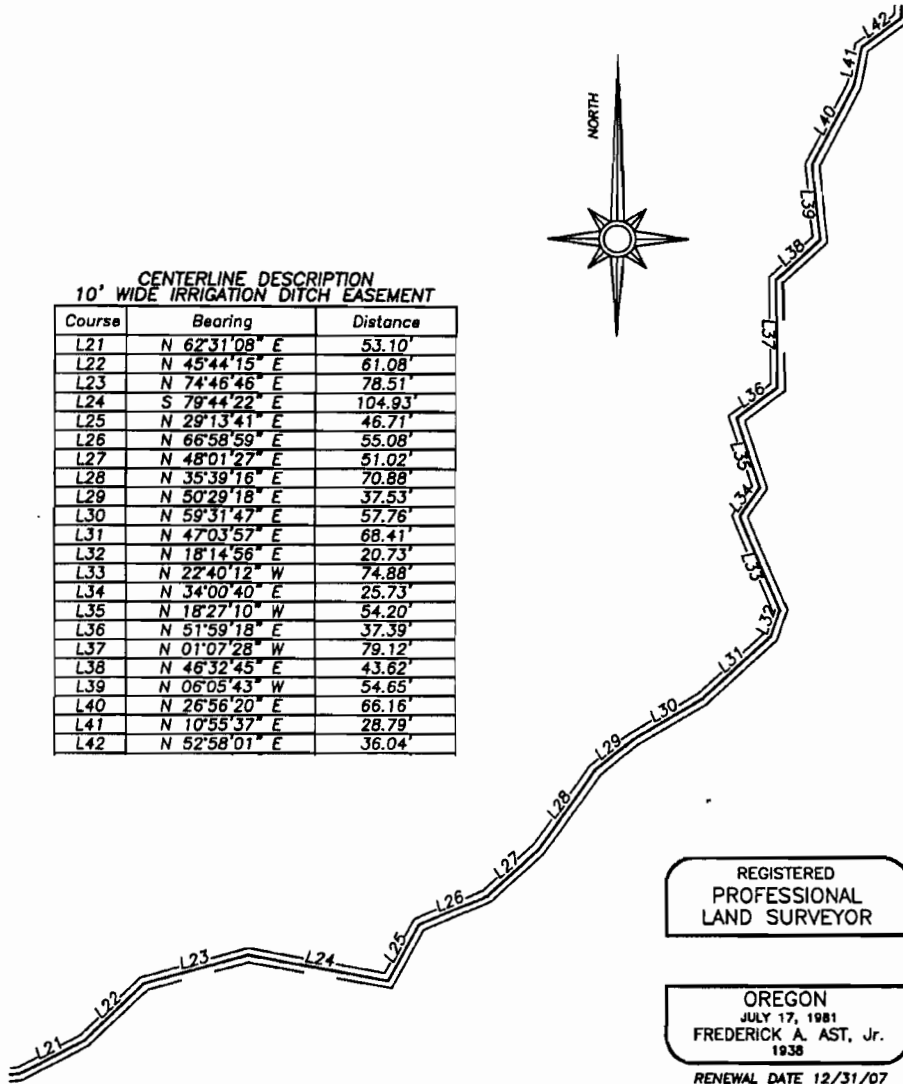 NORTH
CENTERLINE DESCRIPTION
10' WIDE IRRIGATION DITCH EASEMENT
Course Bearing Distance
L21 N 62°31'08" E 53.10'
L22 N 45°44'15" E 61.08'
L23 N 74°46'46" E 78.51'
L24 S 79°44'22" E 104.93'
L25 N 29°13'41" E 46.71'
L26 N 66°58'59" E 55.08'
L27 N 48°01'27" E 51.02'
L28 N 35°39'16" E 70.88'
L29 N 50°29'18" E 37.53'
L30 N 59°31'47" E 57.76'
L31 N 47°03'57" E 68.41'
L32 N 18°14'56" E 20.73'
L33 N 22°40'12" W 74.88'
L34 N 34°00'40" E 25.73'
L35 N 18°27'10" W 54.20'
L36 N 51°59'18" E 37.39'
L37 N 01°07'28" W 79.12'
L38 N 46°32'45" E 43.62'
L39 N 06°05'43" W 54.65'
L40 N 26°56'20" E 66.16'
L41 N 10°55'37" E 28.79'
L42 N 52°58'01" E 36.04'
L42
L41
L40
L39
L38
L37
L36
L35
L34
L33
L32
L31
L30
L29
L28
L27
L26
L25
L24
L23
L22
L21
REGISTERED
PROFESSIONAL
LAND SURVEYOR
OREGON
JULY 17, 1981
FREDERICK A. AST, Jr.
1938
RENEWAL DATE 12/31/07